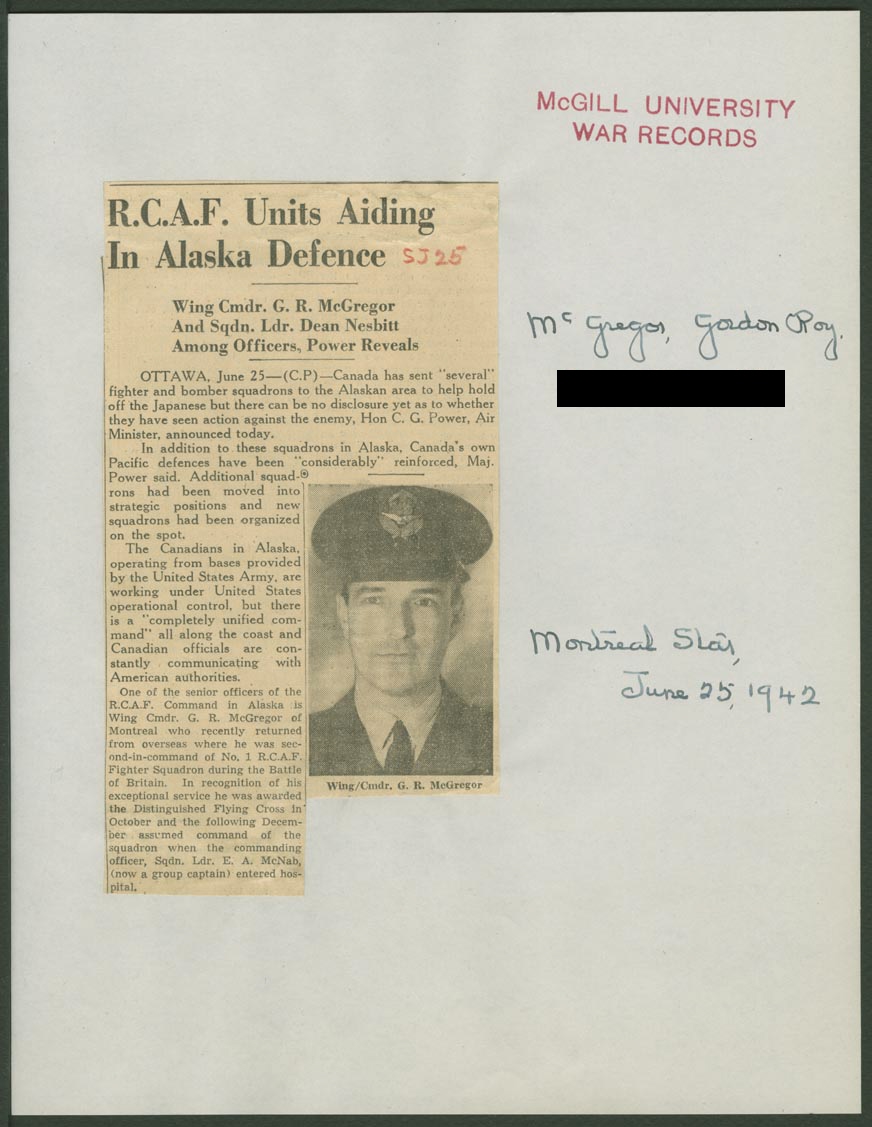 McGILL UNIVERSITY
WAR RECORDS
R.C.A.F. Units Aiding
In Alaska Defence
SJ25
Wing Cmdr. G. R. McGregor
And Sqdn. Ldr. Dean Nesbitt
Among Officers, Power Reveals
OTTAWA, June 25—(C.P)—Canada has sent "several"
fighter and bomber squadrons to the Alaskan area to help hold
off the Japanese but there can be no disclosure yet as to whether
they have seen action against the enemy, Hon C. G. Power, Air
Minister, announced today.
In addition to these squadrons in Alaska, Canada's own
Pacific defences have been "considerably" reinforced, Maj.
Power said. Additional squad-
rons had been moved into
strategic positions and new
squadrons had been organized
on the spot.
The Canadians in Alaska,
operating from bases provided
by the United States Army, are
working under United States
operational control, but there
is a "completely unified com-
mand" all along the coast and
Canadian officials are con-
stantly communicating with
American authorities.
One of the senior officers of the
R.C.A.F. Command in Alaska is
Wing Cmdr. G. R. McGregor of
Montreal who recently returned
from overseas where he was sec-
ond-in-command of No. 1 R.C.A.F.
Fighter Squadron during the Battle
of Britain. In recognition of his
exceptional service he was awarded
the Distinguished Flying Cross in
October and the following Decem-
ber assumed command of the
squadron when the commanding
officer, Sqdn. Ldr. E. A. McNab,
(now a group captain) entered hos-
pital.
Wing/Cmdr. G. R. McGregor
McGregor, Gordon Roy.
Montreal Star,
June 25, 1942